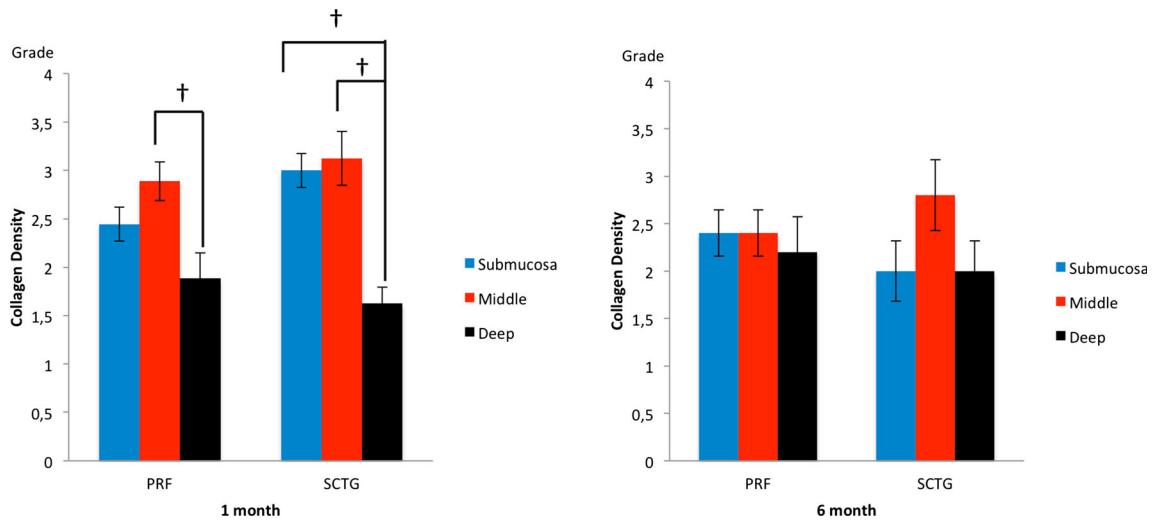 Grade
4
3,5
3
2,5
2
1,5
1
0,5
0
Collagen Density
†
†
†
Submucosa
Middle
Deep
PRF
SCTG
1 month
Grade
4
3,5
3
2,5
2
1,5
1
0,5
0
Collagen Density
Submucosa
Middle
Deep
PRF
SCTG
6 month